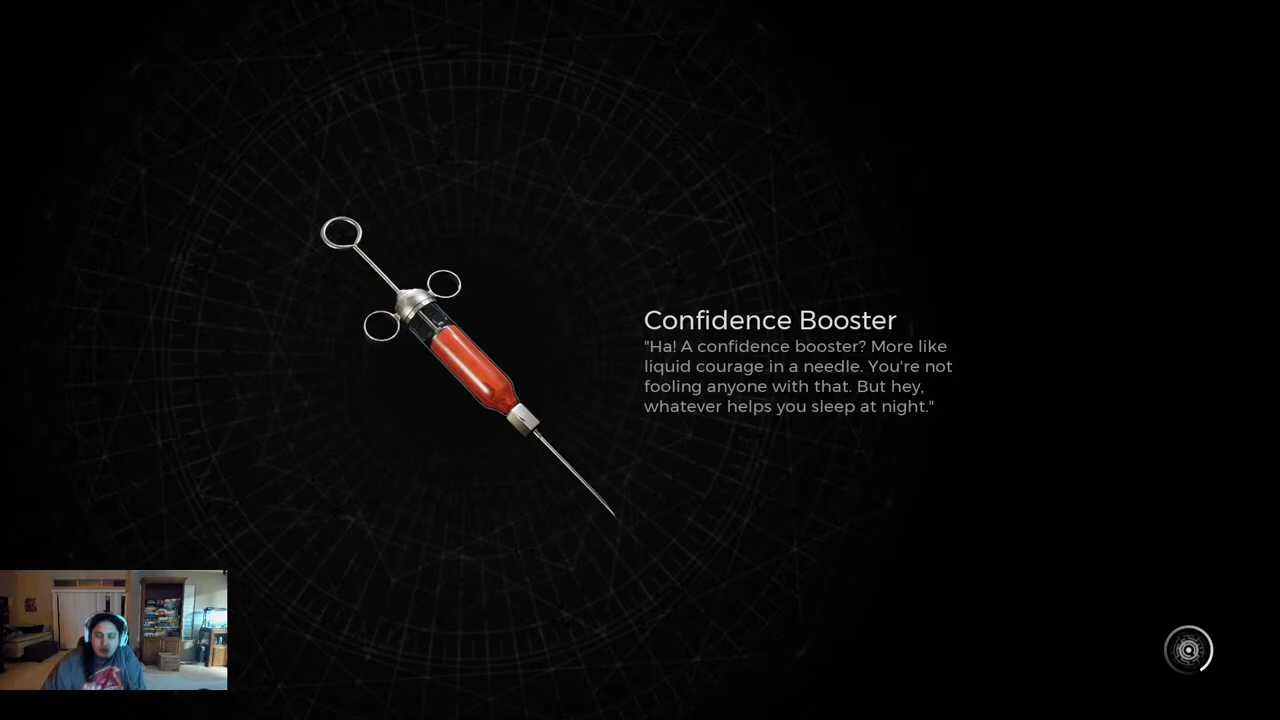 Confidence Booster
"Ha! A confidence booster? More like
liquid courage in a needle. You're not
fooling anyone with that. But hey,
whatever helps you sleep at night."